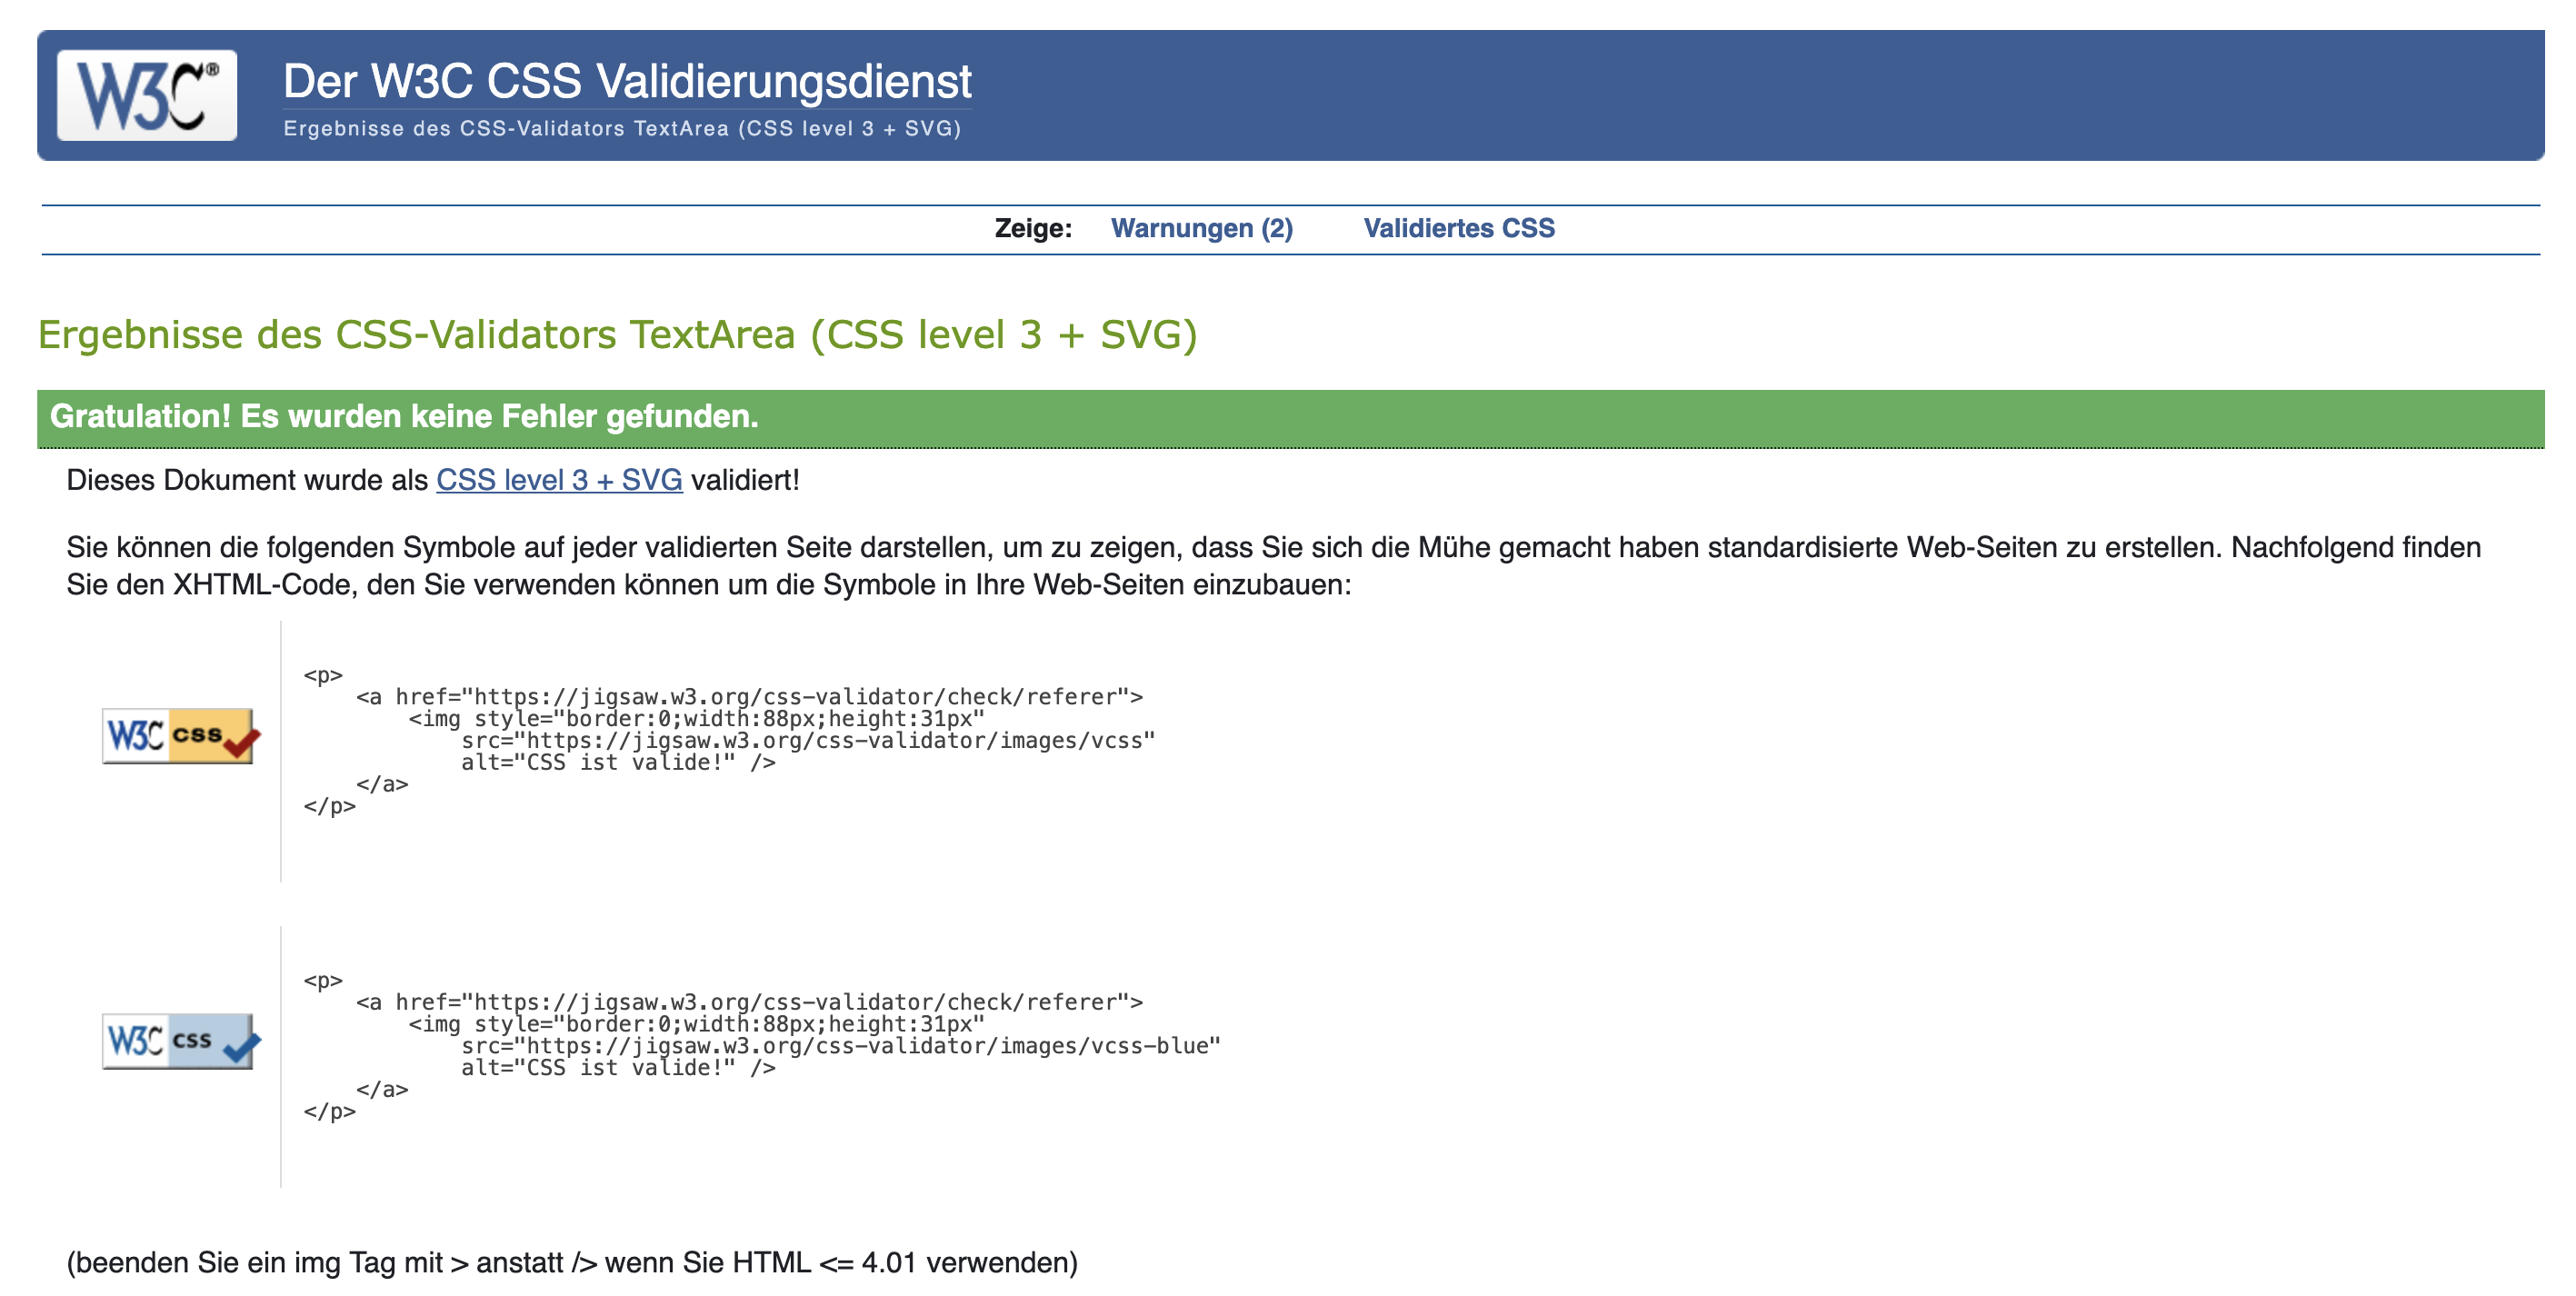 W3C®
Der W3C CSS Validierungsdienst
Ergebnisse des CSS-Validators TextArea (CSS level 3 + SVG)
Zeige: Warnungen (2) Validiertes CSS
Ergebnisse des CSS-Validators TextArea (CSS level 3 + SVG)
Gratulation! Es wurden keine Fehler gefunden.
Dieses Dokument wurde als CSS level 3 + SVG validiert!
Sie können die folgenden Symbole auf jeder validierten Seite darstellen, um zu zeigen, dass Sie sich die Mühe gemacht haben standardisierte Web-Seiten zu erstellen. Nachfolgend finden
Sie den XHTML-Code, den Sie verwenden können um die Symbole in Ihre Web-Seiten einzubauen:
W3C css
<p>
    <a href="https://jigsaw.w3.org/css-validator/check/referer">
        <img style="border:0;width:88px;height:31px"
            src="https://jigsaw.w3.org/css-validator/images/vcss"
            alt="CSS ist valide!" />
    </a>
</p>
W3C css
<p>
    <a href="https://jigsaw.w3.org/css-validator/check/referer">
        <img style="border:0;width:88px;height:31px"
            src="https://jigsaw.w3.org/css-validator/images/vcss-blue"
            alt="CSS ist valide!" />
    </a>
</p>
(beenden Sie ein img Tag mit > anstatt /> wenn Sie HTML <= 4.01 verwenden)